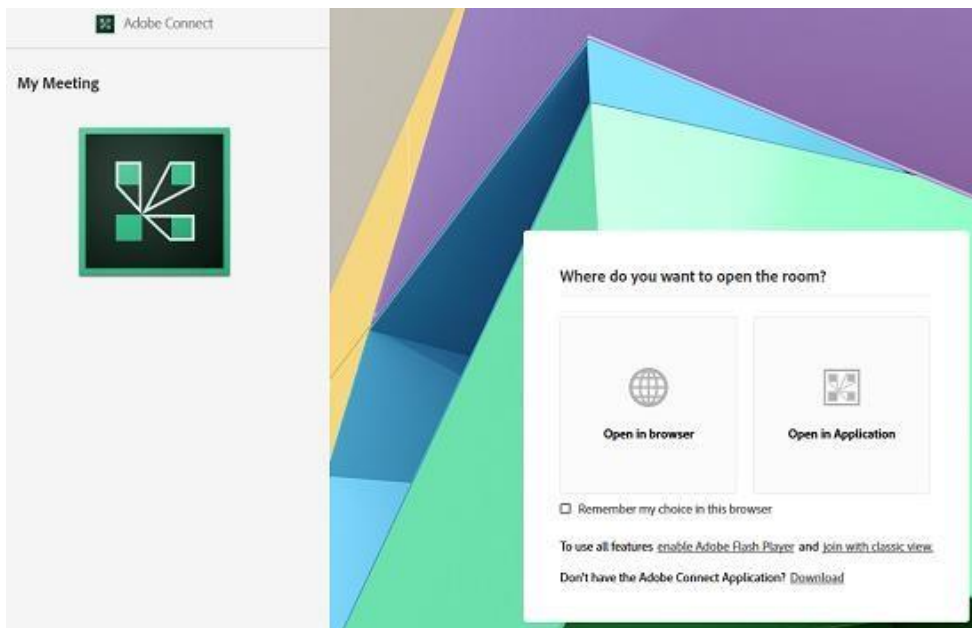 Adobe Connect
My Meeting
Where do you want to open the room?
Open in browser
Open in Application
Remember my choice in this browser
To use all features enable Adobe Flash Player and join with classic view.
Don't have the Adobe Connect Application? Download